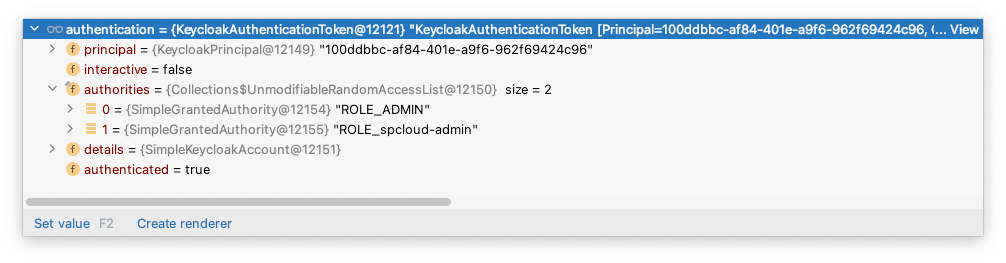 authentication = {KeycloakAuthenticationToken@12121} "KeycloakAuthenticationToken [Principal=100ddbbc-af84-401e-a9f6-962f69424c96, C... View
f principal = {KeycloakPrincipal@12149} "100ddbbc-af84-401e-a9f6-962f69424c96"
f interactive = false
f authorities = {Collections$UnmodifiableRandomAccessList@12150} size = 2
0 = {SimpleGrantedAuthority@12154} "ROLE_ADMIN"
1 = {SimpleGrantedAuthority@12155} "ROLE_spcloud-admin"
f details = {SimpleKeycloakAccount@12151}
f authenticated = true
Set value F2 Create renderer